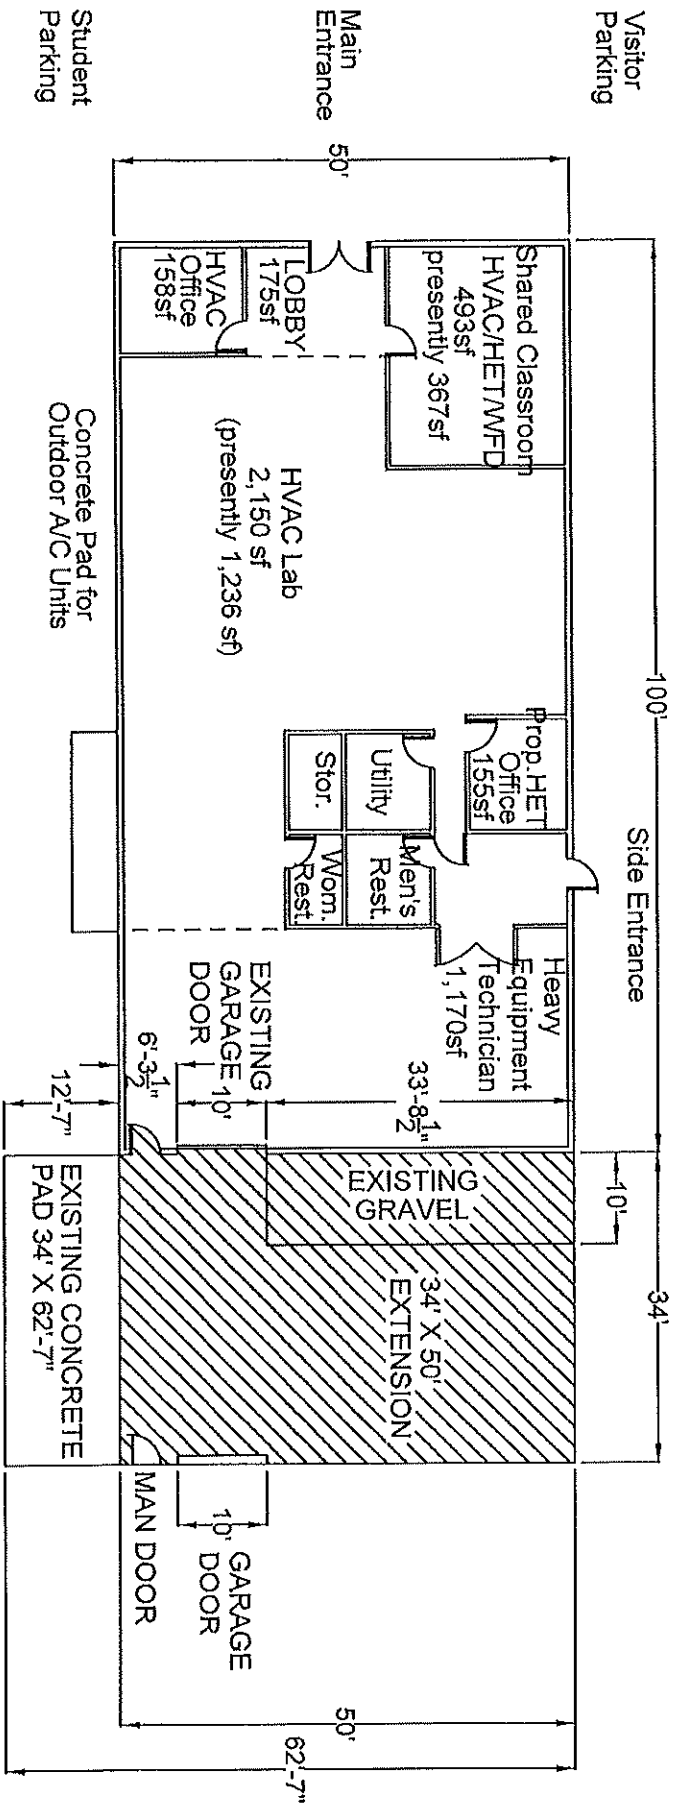 Visitor
Parking
Main
Entrance
Student
Parking
50'
100'
Side Entrance
Shared Classroom
HVAC/HET/WFD
493sf
presently 367sf
LOBBY
175sf
HVAC
Office
158sf
HVAC Lab
2,150 sf
(presently 1,236 sf)
Concrete Pad for
Outdoor A/C Units
Prop.HET
Office
155sf
Utility
Stor.
Men's
Rest.
Wom.
Rest.
Heavy
Equipment
Technician
1,170sf
EXISTING
GARAGE
DOOR
10'
33'-8 1/2"
6'-3 1/2"
12'-7"
10'
34'
EXISTING
GRAVEL
34' X 50'
EXTENSION
EXISTING CONCRETE
PAD 34' X 62'-7"
MAN DOOR
10'
GARAGE
DOOR
50'
62'-7"